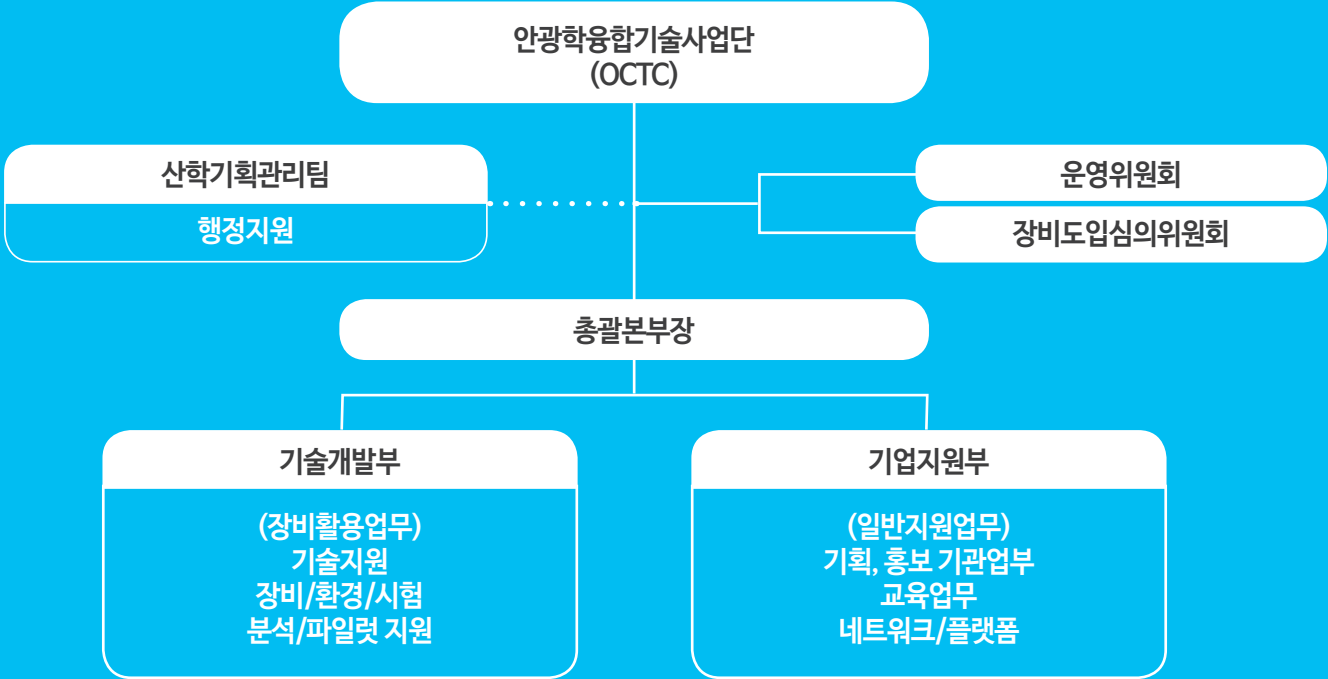 안광학융합기술사업단
(OCTC)
산학기획관리팀
행정지원
운영위원회
장비도입심의위원회
총괄본부장
기술개발부
(장비활용업무)
기술지원
장비/환경/시험
분석/파일럿 지원
기업지원부
(일반지원업무)
기획, 홍보 기관업부
교육업무
네트워크/플랫폼